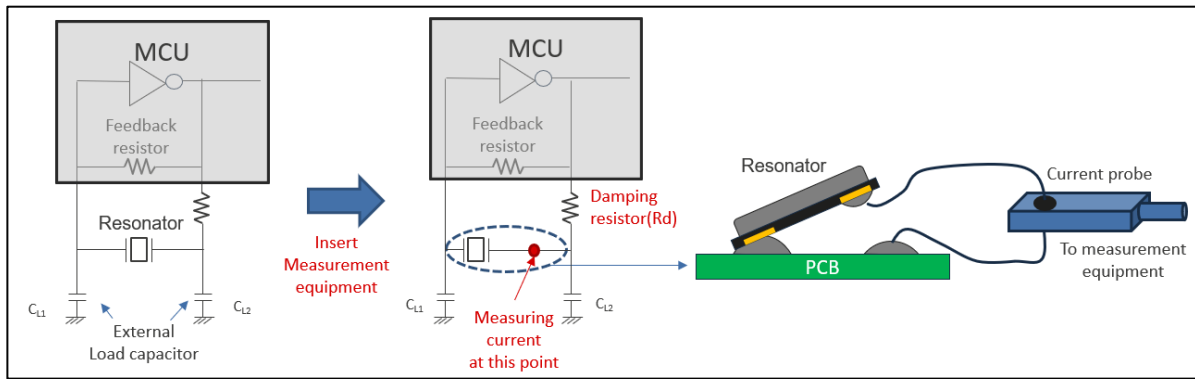 MCU
Feedback
resistor
Resonator
CL1
CL2
External
Load capacitor
Insert
Measurement
equipment
MCU
Feedback
resistor
Damping
resistor(Rd)
CL1
CL2
Measuring
current
at this point
Resonator
PCB
Current probe
To measurement
equipment